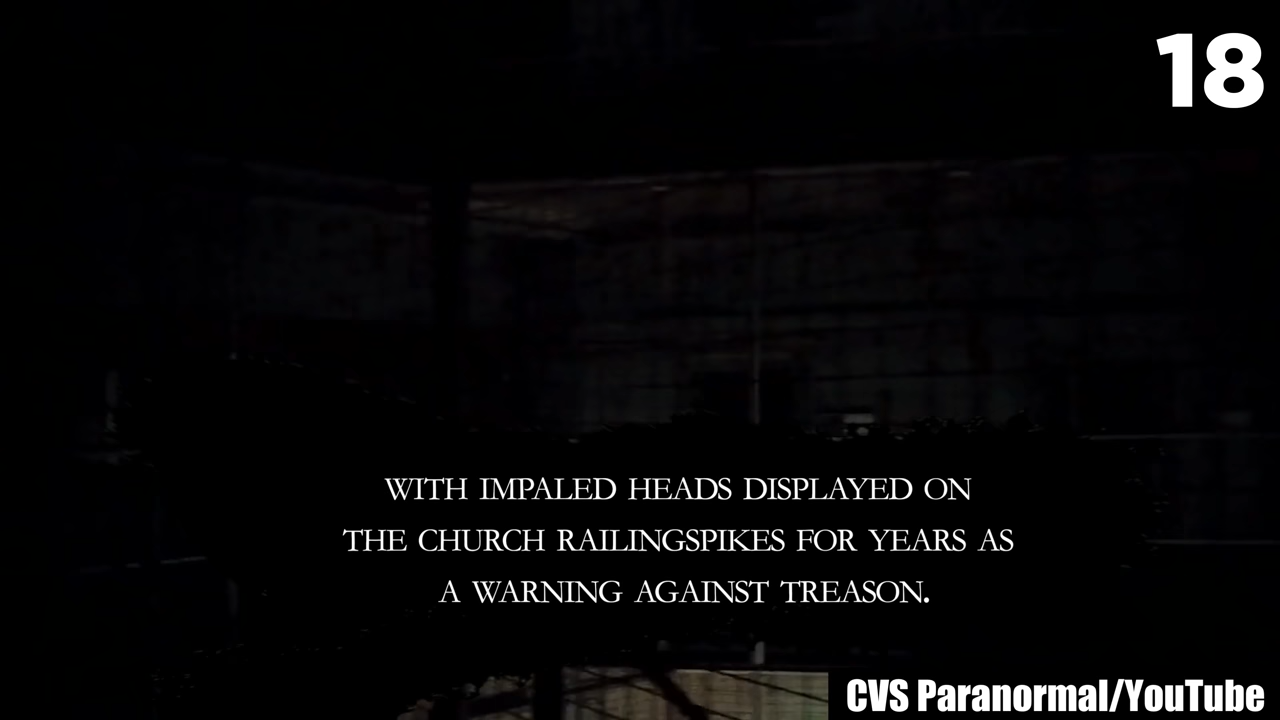 18
WITH IMPALED HEADS DISPLAYED ON
THE CHURCH RAILINGSPIKES FOR YEARS AS
A WARNING AGAINST TREASON.
CVS Paranormal/YouTube